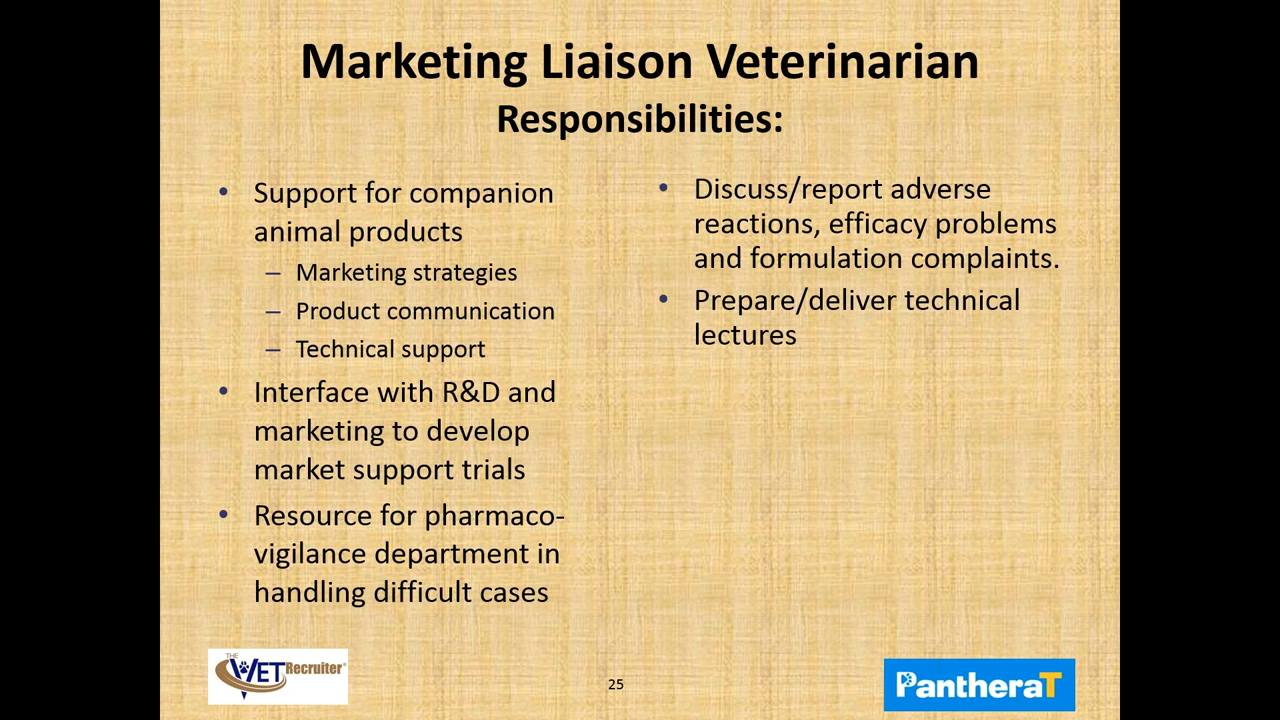 Marketing Liaison Veterinarian
Responsibilities:
• Support for companion
animal products
– Marketing strategies
– Product communication
– Technical support
• Interface with R&D and
marketing to develop
market support trials
• Resource for pharmaco-
vigilance department in
handling difficult cases
• Discuss/report adverse
reactions, efficacy problems
and formulation complaints.
• Prepare/deliver technical
lectures
THE
VET Recruiter®
25
PantheraT